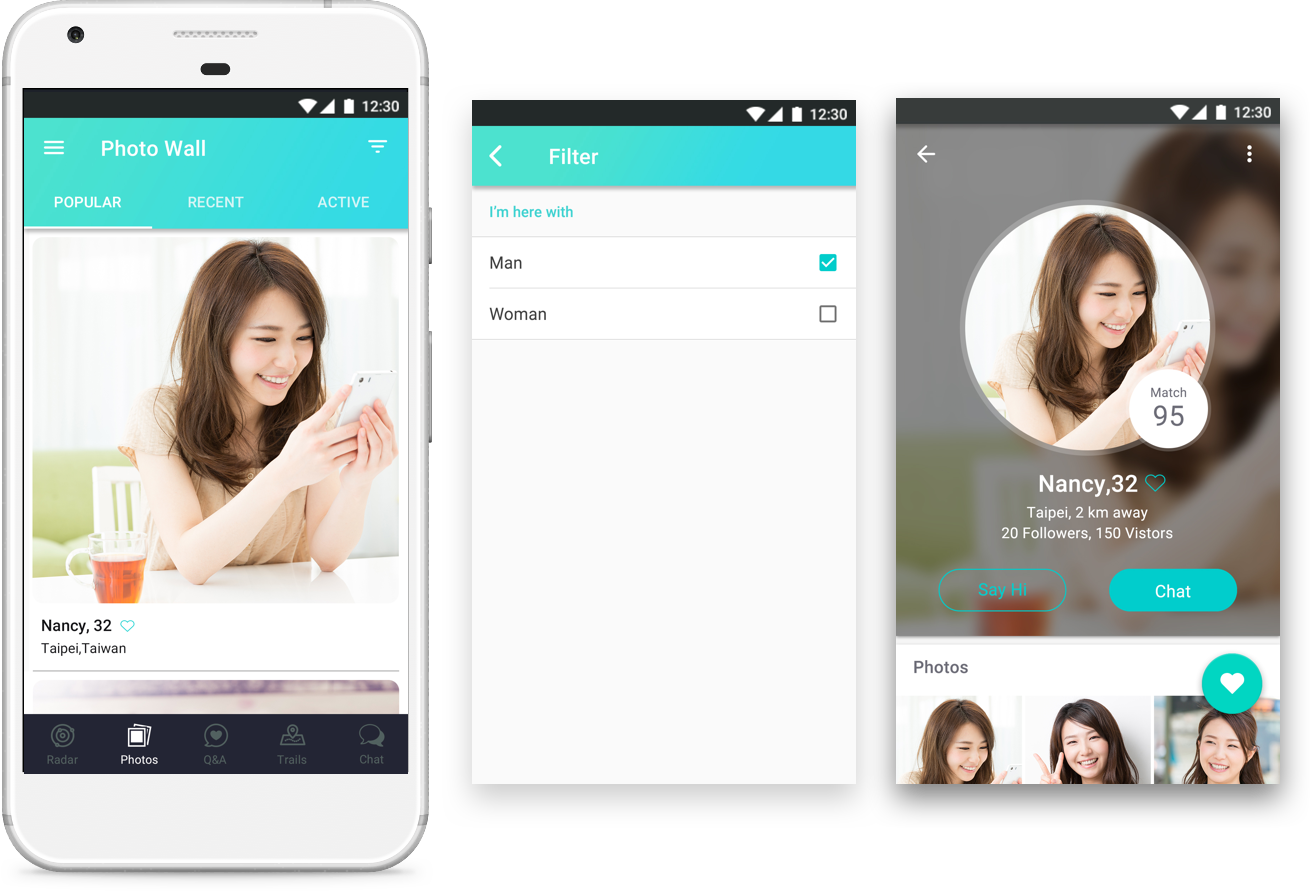 12:30
Photo Wall
POPULAR RECENT ACTIVE
Nancy, 32
Taipei,Taiwan
Radar Photos Q&A Trails Chat
12:30
Filter
I'm here with
Man
Woman
12:30
Match
95
Nancy,32
Taipei, 2 km away
20 Followers, 150 Vistors
Say Hi Chat
Photos